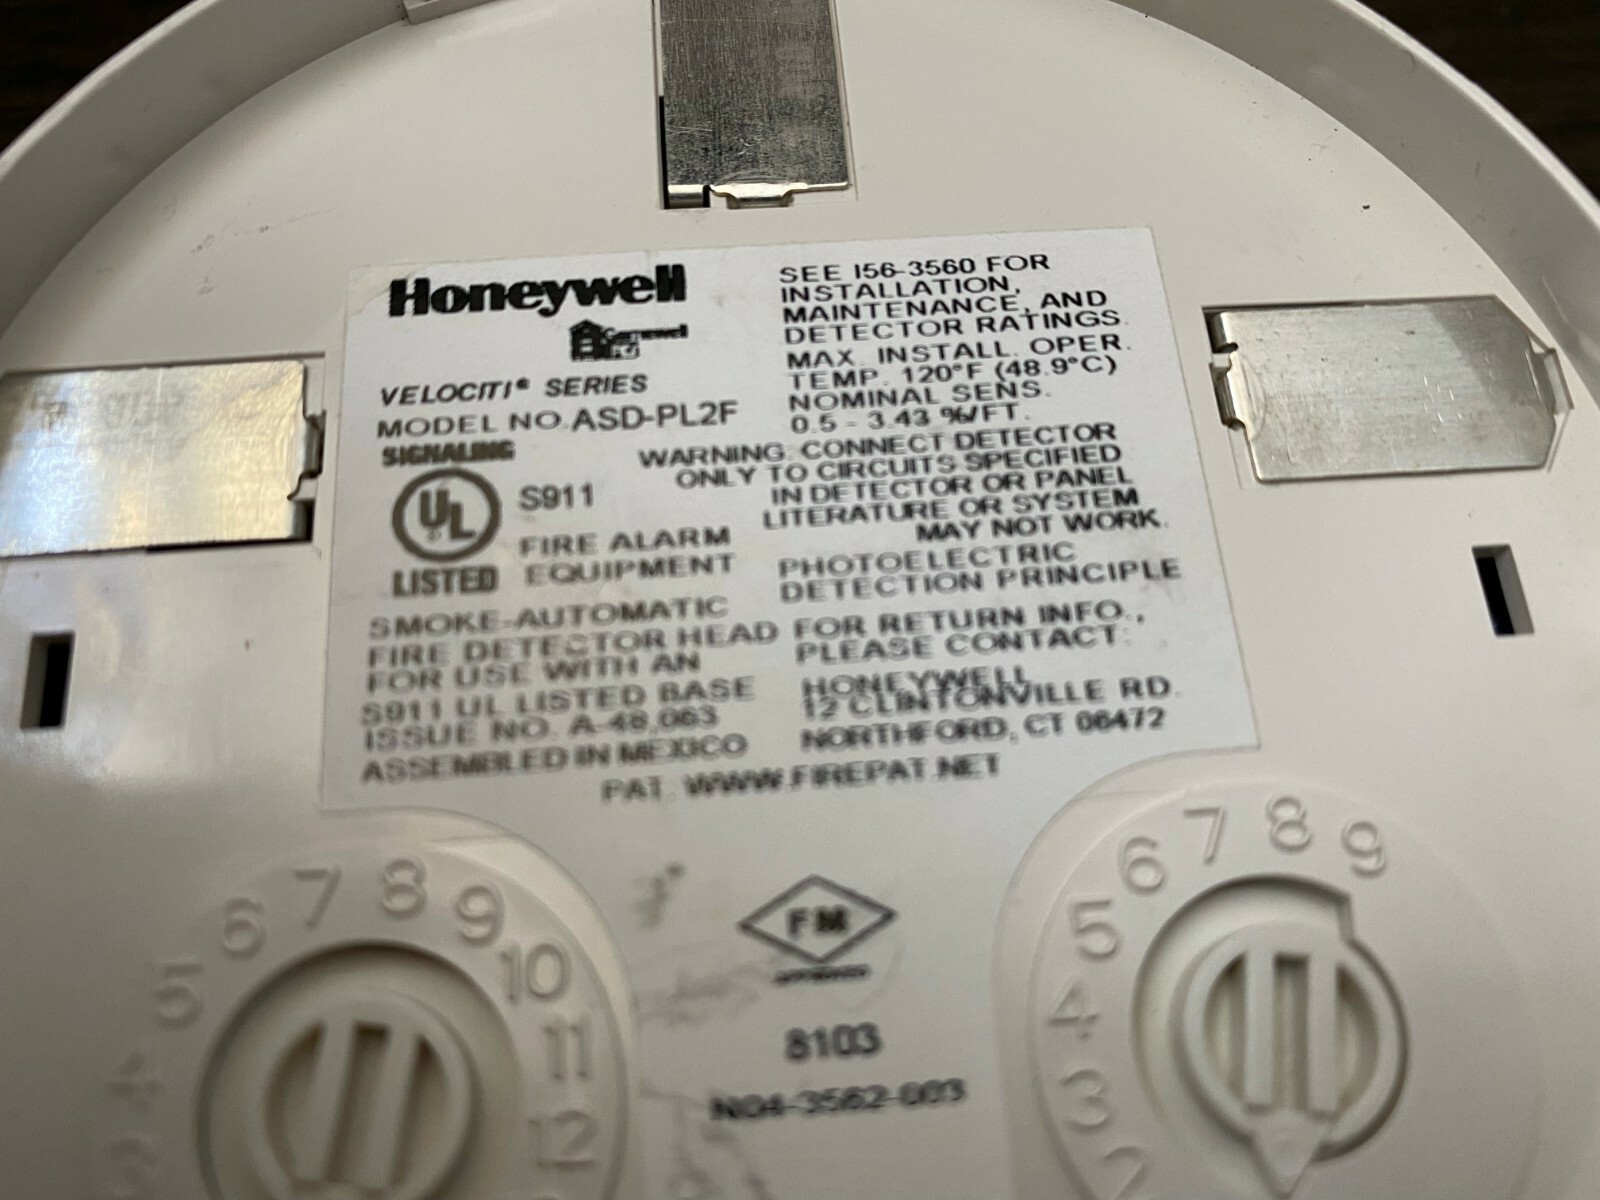 Honeywell
VELOCITI® SERIES
MODEL NO. ASD-PL2F
SIGNALING
UL
®
LISTED
S911
FIRE ALARM
EQUIPMENT
SMOKE-AUTOMATIC
FIRE DETECTOR HEAD
FOR USE WITH AN
S911 UL LISTED BASE
ISSUE NO. A-48,063
ASSEMBLED IN MEXICO
SEE I56-3560 FOR
INSTALLATION,
MAINTENANCE, AND
DETECTOR RATINGS.
MAX. INSTALL. OPER.
TEMP. 120°F (48.9°C)
NOMINAL SENS.
0.5 - 3.43 %/FT.
WARNING: CONNECT DETECTOR
ONLY TO CIRCUITS SPECIFIED
IN DETECTOR OR PANEL
LITERATURE OR SYSTEM
MAY NOT WORK.
PHOTOELECTRIC
DETECTION PRINCIPLE
FOR RETURN INFO.,
PLEASE CONTACT:
HONEYWELL
12 CLINTONVILLE RD.
NORTHFORD, CT 06472
PAT. WWW.FIREPAT.NET
FM
APPROVED
8103
N04-3562-003
4 5 6 7 8 9 10 11 12
2 3 4 5 6 7 8 9